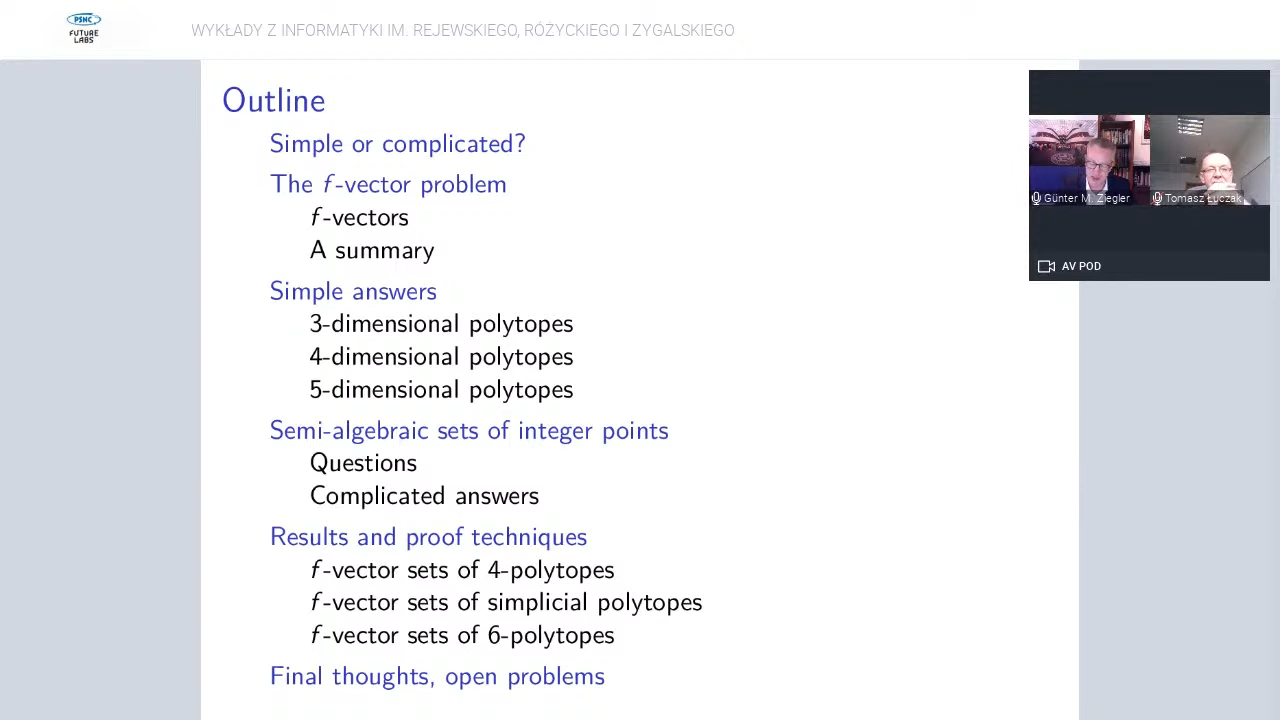 PSNC
FUTURE
LABS
WYKŁADY Z INFORMATYKI IM. REJEWSKIEGO, RÓŻYCKIEGO I ZYGALSKIEGO
Outline
Simple or complicated?
The f-vector problem
f-vectors
A summary
Simple answers
3-dimensional polytopes
4-dimensional polytopes
5-dimensional polytopes
Semi-algebraic sets of integer points
Questions
Complicated answers
Results and proof techniques
f-vector sets of 4-polytopes
f-vector sets of simplicial polytopes
f-vector sets of 6-polytopes
Final thoughts, open problems
Günter M. Ziegler
Tomasz Łuczak
AV POD